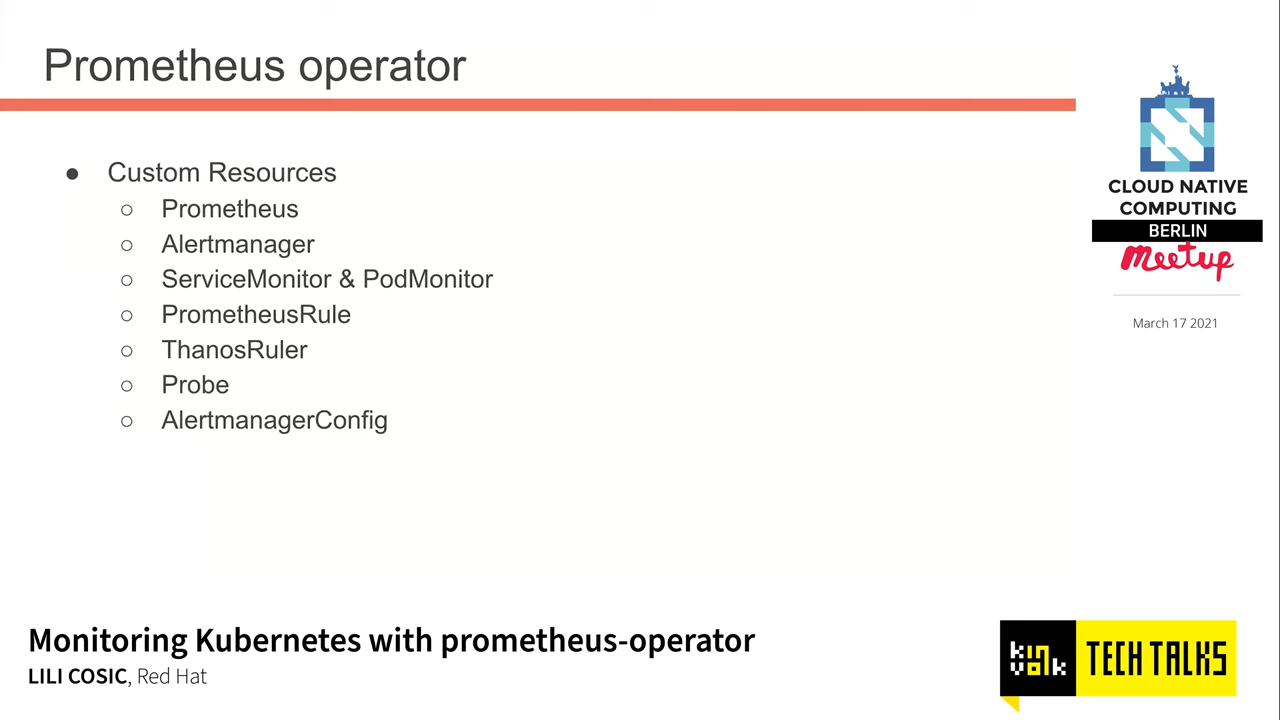 Prometheus operator
● Custom Resources
○ Prometheus
○ Alertmanager
○ ServiceMonitor & PodMonitor
○ PrometheusRule
○ ThanosRuler
○ Probe
○ AlertmanagerConfig
CLOUD NATIVE
COMPUTING
BERLIN
Meetup
March 17 2021
Monitoring Kubernetes with prometheus-operator
LILI COSIC, Red Hat
kinvolk TECH TALKS